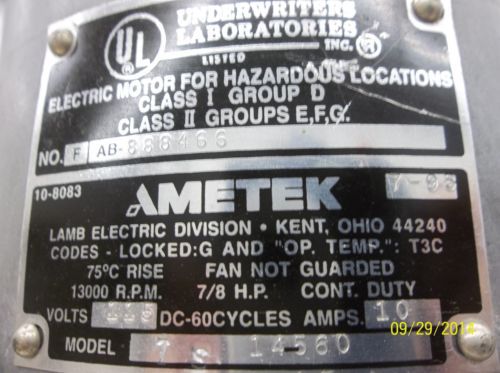 UL
UNDERWRITERS
LABORATORIES
INC. ®
LISTED
ELECTRIC MOTOR FOR HAZARDOUS LOCATIONS
CLASS I GROUP D
CLASS II GROUPS E,F,G.
NO. F AB-888466
10-8083
AMETEK
LAMB ELECTRIC DIVISION • KENT, OHIO 44240
CODES - LOCKED:G AND "OP. TEMP.": T3C
75°C RISE FAN NOT GUARDED
13000 R.P.M. 7/8 H.P. CONT. DUTY
VOLTS DC-60CYCLES AMPS. 10
MODEL 14560
09/29/2014